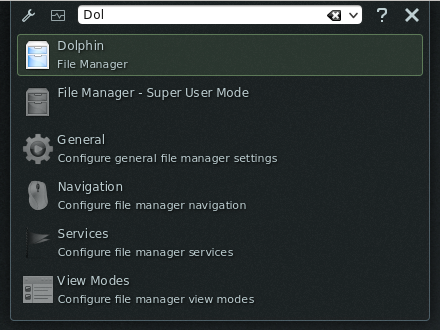 Dol
Dolphin
File Manager
File Manager - Super User Mode
General
Configure general file manager settings
Navigation
Configure file manager navigation
Services
Configure file manager services
View Modes
Configure file manager view modes